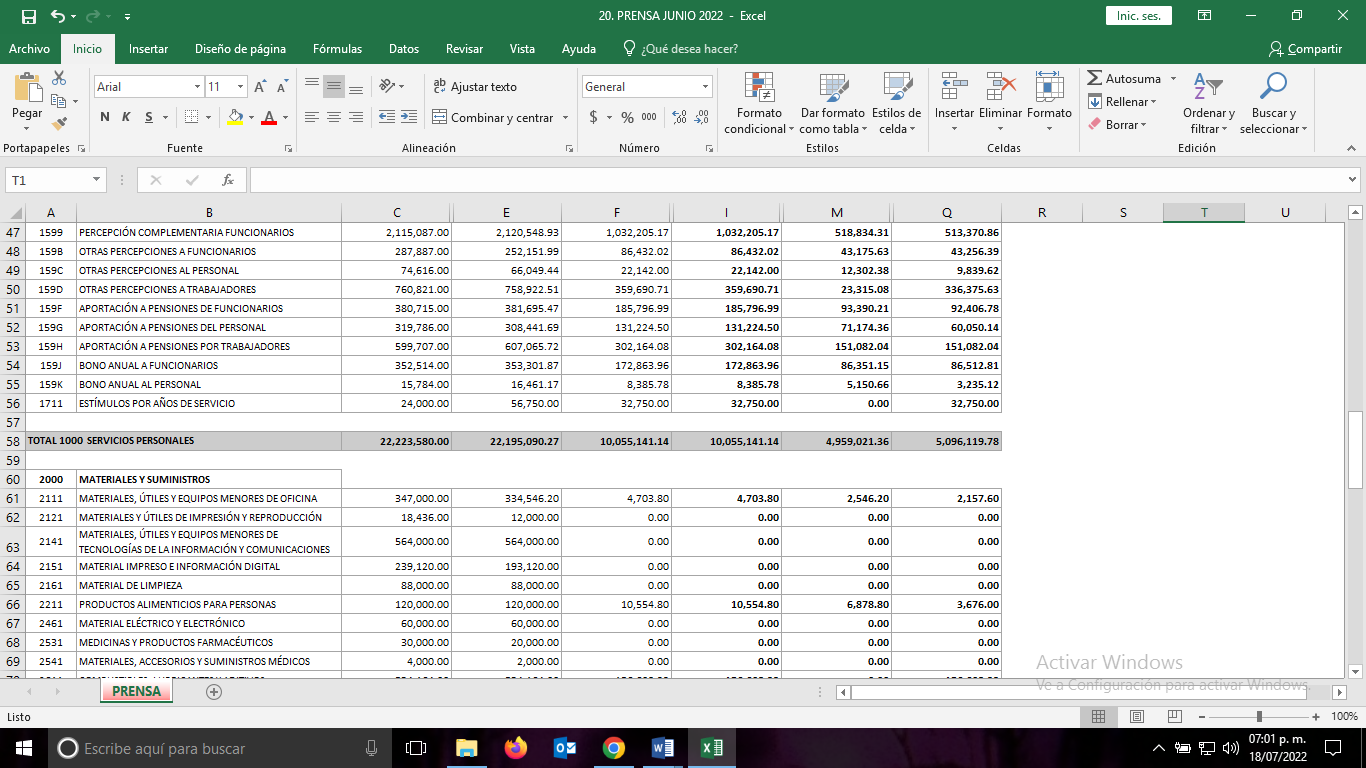 20. PRENSA JUNIO 2022 - Excel
Inic. ses.
Archivo Inicio Insertar Diseño de página Fórmulas Datos Revisar Vista Ayuda ¿Qué desea hacer? Compartir
Pegar
Portapapeles
Arial 11
N K S
Fuente
Ajustar texto
Combinar y centrar
Alineación
General
$ % 000
Número
Formato condicional
Dar formato como tabla
Estilos de celda
Estilos
Insertar Eliminar Formato
Celdas
Autosuma
Rellenar
Borrar
Ordenar y filtrar
Buscar y seleccionar
Edición
T1 fx
A B C E F I M Q R S T U
47 1599 PERCEPCIÓN COMPLEMENTARIA FUNCIONARIOS 2,115,087.00 2,120,548.93 1,032,205.17 1,032,205.17 518,834.31 513,370.86
48 159B OTRAS PERCEPCIONES A FUNCIONARIOS 287,887.00 252,151.99 86,432.02 86,432.02 43,175.63 43,256.39
49 159C OTRAS PERCEPCIONES AL PERSONAL 74,616.00 66,049.44 22,142.00 22,142.00 12,302.38 9,839.62
50 159D OTRAS PERCEPCIONES A TRABAJADORES 760,821.00 758,922.51 359,690.71 359,690.71 23,315.08 336,375.63
51 159F APORTACIÓN A PENSIONES DE FUNCIONARIOS 380,715.00 381,695.47 185,796.99 185,796.99 93,390.21 92,406.78
52 159G APORTACIÓN A PENSIONES DEL PERSONAL 319,786.00 308,441.69 131,224.50 131,224.50 71,174.36 60,050.14
53 159H APORTACIÓN A PENSIONES POR TRABAJADORES 599,707.00 607,065.72 302,164.08 302,164.08 151,082.04 151,082.04
54 159J BONO ANUAL A FUNCIONARIOS 352,514.00 353,301.87 172,863.96 172,863.96 86,351.15 86,512.81
55 159K BONO ANUAL AL PERSONAL 15,784.00 16,461.17 8,385.78 8,385.78 5,150.66 3,235.12
56 1711 ESTÍMULOS POR AÑOS DE SERVICIO 24,000.00 56,750.00 32,750.00 32,750.00 0.00 32,750.00
57
58 TOTAL 1000 SERVICIOS PERSONALES 22,223,580.00 22,195,090.27 10,055,141.14 10,055,141.14 4,959,021.36 5,096,119.78
59
60 2000 MATERIALES Y SUMINISTROS
61 2111 MATERIALES, ÚTILES Y EQUIPOS MENORES DE OFICINA 347,000.00 334,546.20 4,703.80 4,703.80 2,546.20 2,157.60
62 2121 MATERIALES Y ÚTILES DE IMPRESIÓN Y REPRODUCCIÓN 18,436.00 12,000.00 0.00 0.00 0.00 0.00
63 2141 MATERIALES, ÚTILES Y EQUIPOS MENORES DE
TECNOLOGÍAS DE LA INFORMACIÓN Y COMUNICACIONES 564,000.00 564,000.00 0.00 0.00 0.00 0.00
64 2151 MATERIAL IMPRESO E INFORMACIÓN DIGITAL 239,120.00 193,120.00 0.00 0.00 0.00 0.00
65 2161 MATERIAL DE LIMPIEZA 88,000.00 88,000.00 0.00 0.00 0.00 0.00
66 2211 PRODUCTOS ALIMENTICIOS PARA PERSONAS 120,000.00 120,000.00 10,554.80 10,554.80 6,878.80 3,676.00
67 2461 MATERIAL ELÉCTRICO Y ELECTRÓNICO 60,000.00 60,000.00 0.00 0.00 0.00 0.00
68 2531 MEDICINAS Y PRODUCTOS FARMACÉUTICOS 30,000.00 20,000.00 0.00 0.00 0.00 0.00
69 2541 MATERIALES, ACCESORIOS Y SUMINISTROS MÉDICOS 4,000.00 2,000.00 0.00 0.00 0.00 0.00
Activar Windows
Ve a Configuración para activar Windows.
PRENSA
Listo 100%
Escribe aquí para buscar
07:01 p. m.
18/07/2022